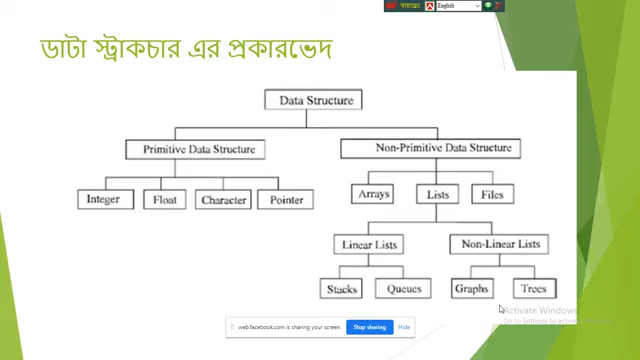 English
ডাটা স্ট্রাকচার এর প্রকারভেদ
Data Structure
Primitive Data Structure
Non-Primitive Data Structure
Integer
Float
Character
Pointer
Arrays
Lists
Files
Linear Lists
Non-Linear Lists
Stacks
Queues
Graphs
Trees
Activate Windows
Go to Settings to activate Windows.
web.facebook.com is sharing your screen.
Stop sharing
Hide